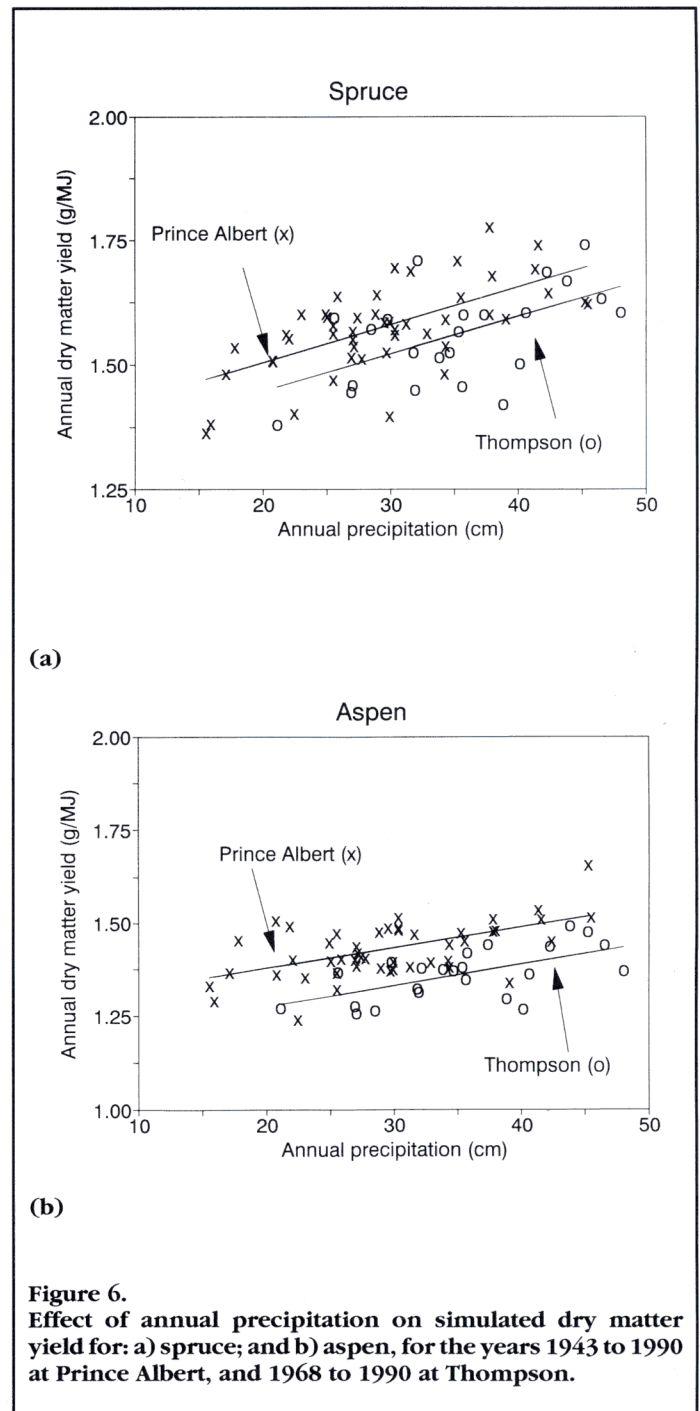 Spruce
2.00
1.75
1.50
1.25
Annual dry matter yield (g/MJ)
Prince Albert (x)
Thompson (o)
10 20 30 40 50
Annual precipitation (cm)
(a)
Aspen
2.00
1.75
1.50
1.25
1.00
Annual dry matter yield (g/MJ)
Prince Albert (x)
Thompson (o)
10 20 30 40 50
Annual precipitation (cm)
(b)
Figure 6.
Effect of annual precipitation on simulated dry matter
yield for: a) spruce; and b) aspen, for the years 1943 to 1990
at Prince Albert, and 1968 to 1990 at Thompson.